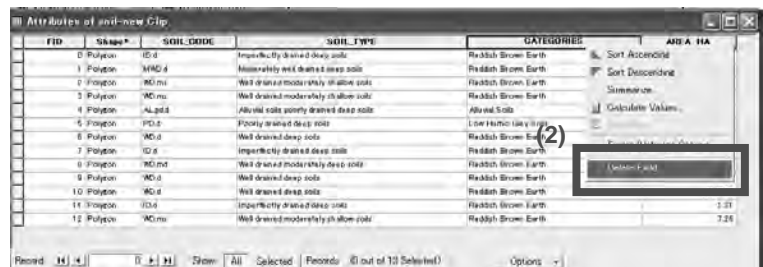 Attributes of soil-new Clip
FID Shape* SOIL_CODE SOIL_TYPE CATEGORIES AREA_HA
0 Polygon ID.d Imperfectly drained deep soils Reddish Brown Earth
1 Polygon MWD.d Moderately well drained deep soils Reddish Brown Earth
2 Polygon WD.ms Well drained moderately shallow soils Reddish Brown Earth
3 Polygon WD.ms Well drained moderately shallow soils Reddish Brown Earth
4 Polygon AL.pd.d Alluvial soils poorly drained deep soils Alluvial Soils
5 Polygon PD.d Poorly drained deep soils Low Humic Gley Soils
6 Polygon WD.d Well drained deep soils Reddish Brown Earth
7 Polygon ID.d Imperfectly drained deep soils Reddish Brown Earth
8 Polygon WD.md Well drained moderately deep soils Reddish Brown Earth
9 Polygon WD.d Well drained deep soils Reddish Brown Earth
10 Polygon WD.d Well drained deep soils Reddish Brown Earth
11 Polygon ID.d Imperfectly drained deep soils Reddish Brown Earth
12 Polygon WD.ms Well drained moderately shallow soils Reddish Brown Earth 7.26
Sort Ascending
Sort Descending
Summarize...
Calculate Values...
(2)
Delete Field
Record: 0 Show: All Selected Records (0 out of 13 Selected) Options